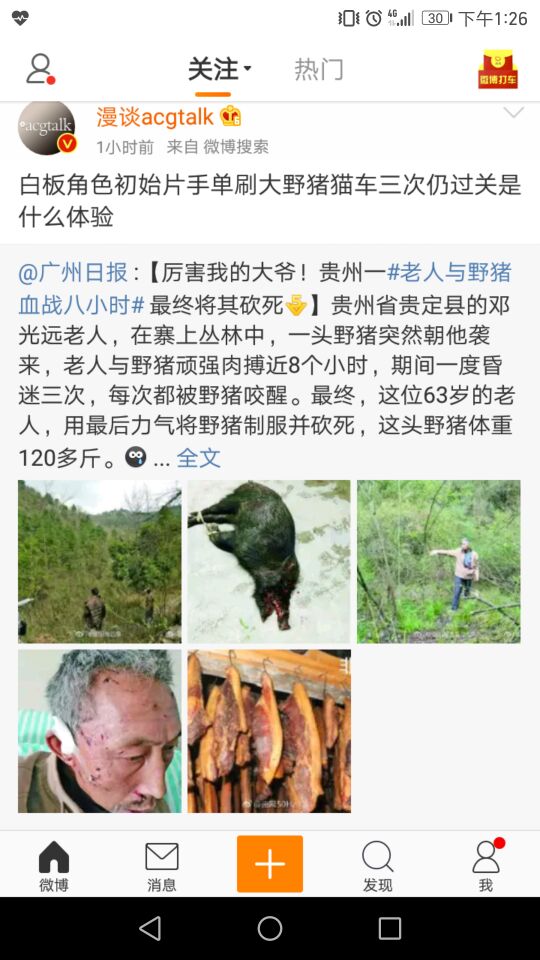 4G
30 下午1:26
关注 热门
微博打车
acgtalk
漫谈acgtalk
1小时前 来自 微博搜索
白板角色初始片手单刷大野猪猫车三次仍过关是
什么体验
@广州日报:【厉害我的大爷！贵州一#老人与野猪
血战八小时# 最终将其砍死】贵州省贵定县的邓
光远老人，在寨上丛林中，一头野猪突然朝他袭
来，老人与野猪顽强肉搏近8个小时，期间一度昏
迷三次，每次都被野猪咬醒。最终，这位63岁的老
人，用最后力气将野猪制服并砍死，这头野猪体重
120多斤。 ... 全文
微博 消息 发现 我